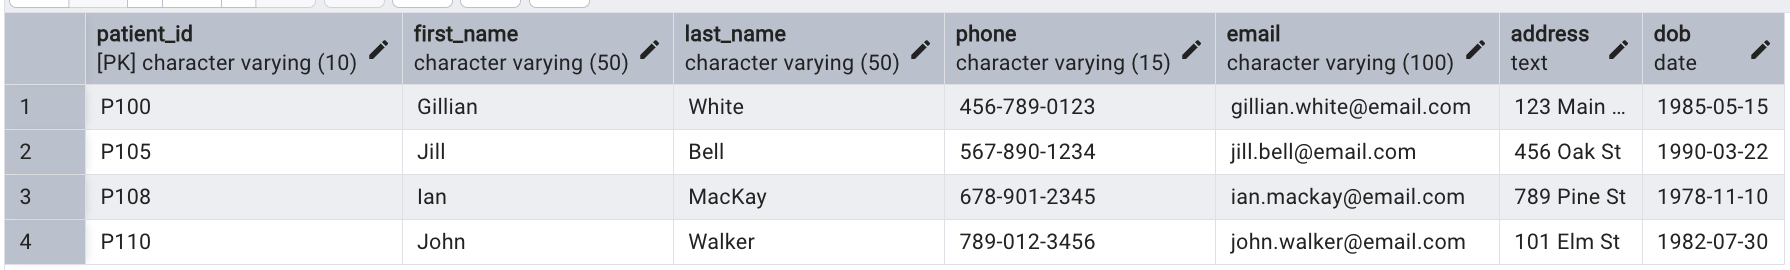 patient_id first_name last_name phone email address dob
[PK] character varying (10) character varying (50) character varying (50) character varying (15) character varying (100) text date
1 P100 Gillian White 456-789-0123 gillian.white@email.com 123 Main ... 1985-05-15
2 P105 Jill Bell 567-890-1234 jill.bell@email.com 456 Oak St 1990-03-22
3 P108 Ian MacKay 678-901-2345 ian.mackay@email.com 789 Pine St 1978-11-10
4 P110 John Walker 789-012-3456 john.walker@email.com 101 Elm St 1982-07-30